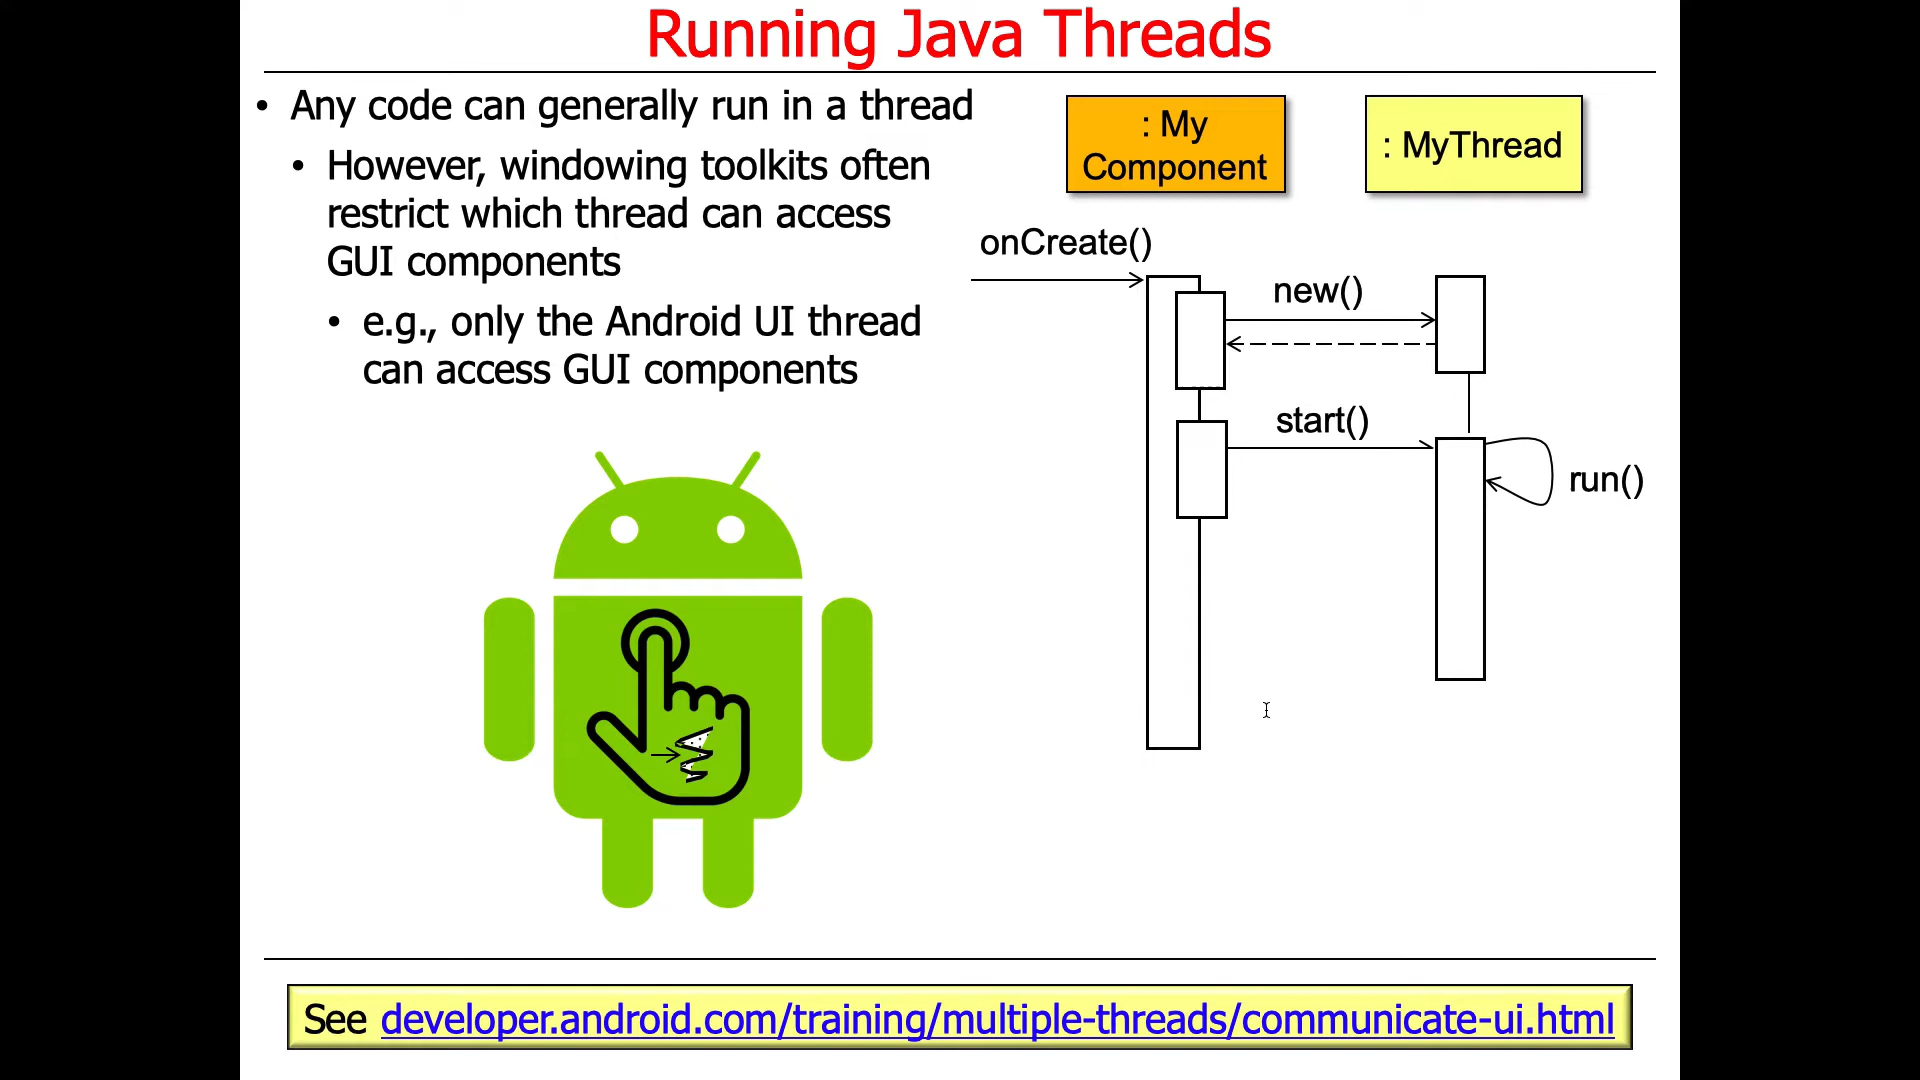 Running Java Threads
• Any code can generally run in a thread
• However, windowing toolkits often
restrict which thread can access
GUI components
• e.g., only the Android UI thread
can access GUI components
: My
Component
: MyThread
onCreate()
new()
start()
run()
See developer.android.com/training/multiple-threads/communicate-ui.html